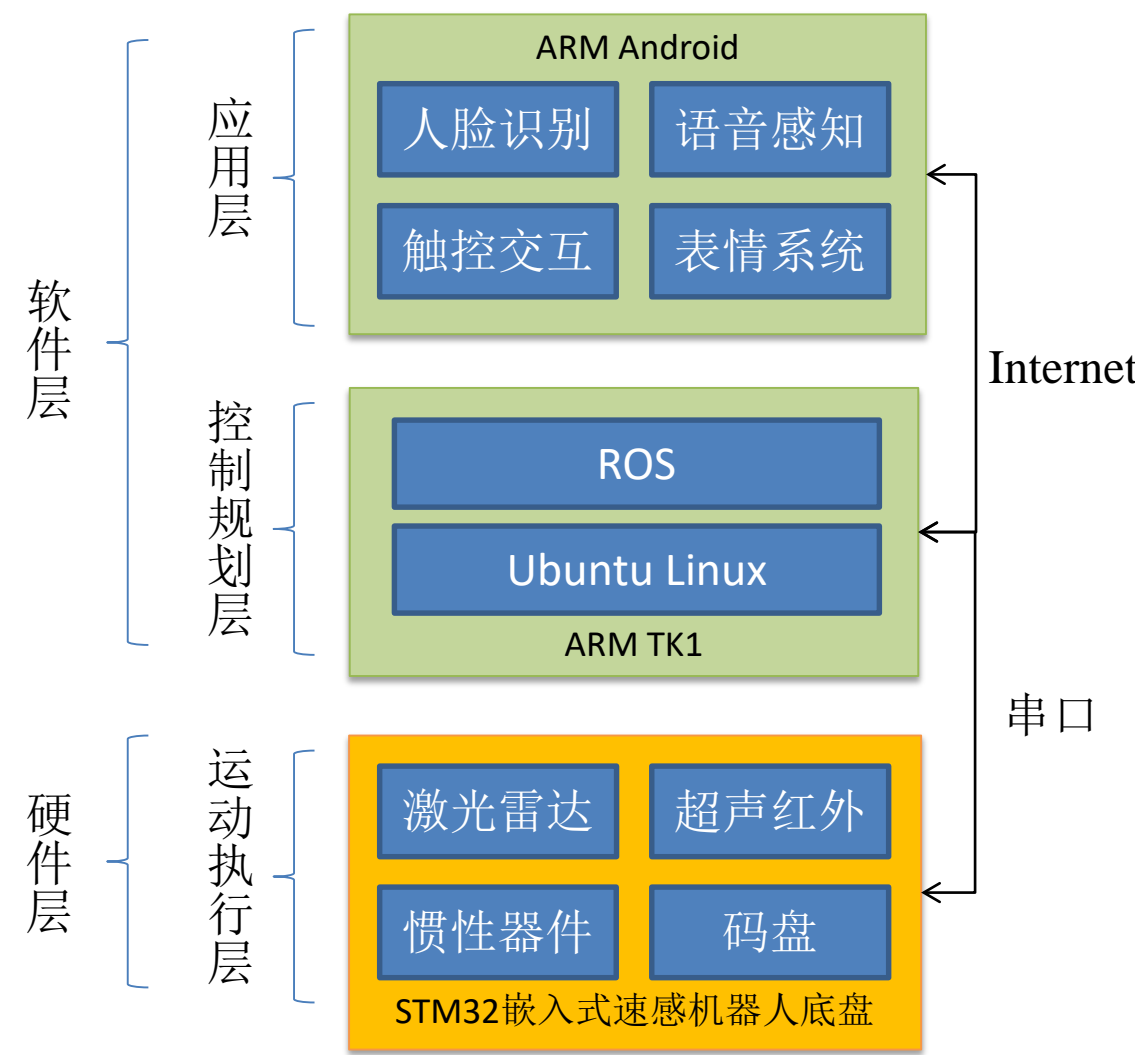 软件层
应用层
ARM Android
人脸识别
语音感知
触控交互
表情系统
Internet
控制规划层
ROS
Ubuntu Linux
ARM TK1
串口
硬件层
运动执行层
激光雷达
超声红外
惯性器件
码盘
STM32嵌入式速感机器人底盘